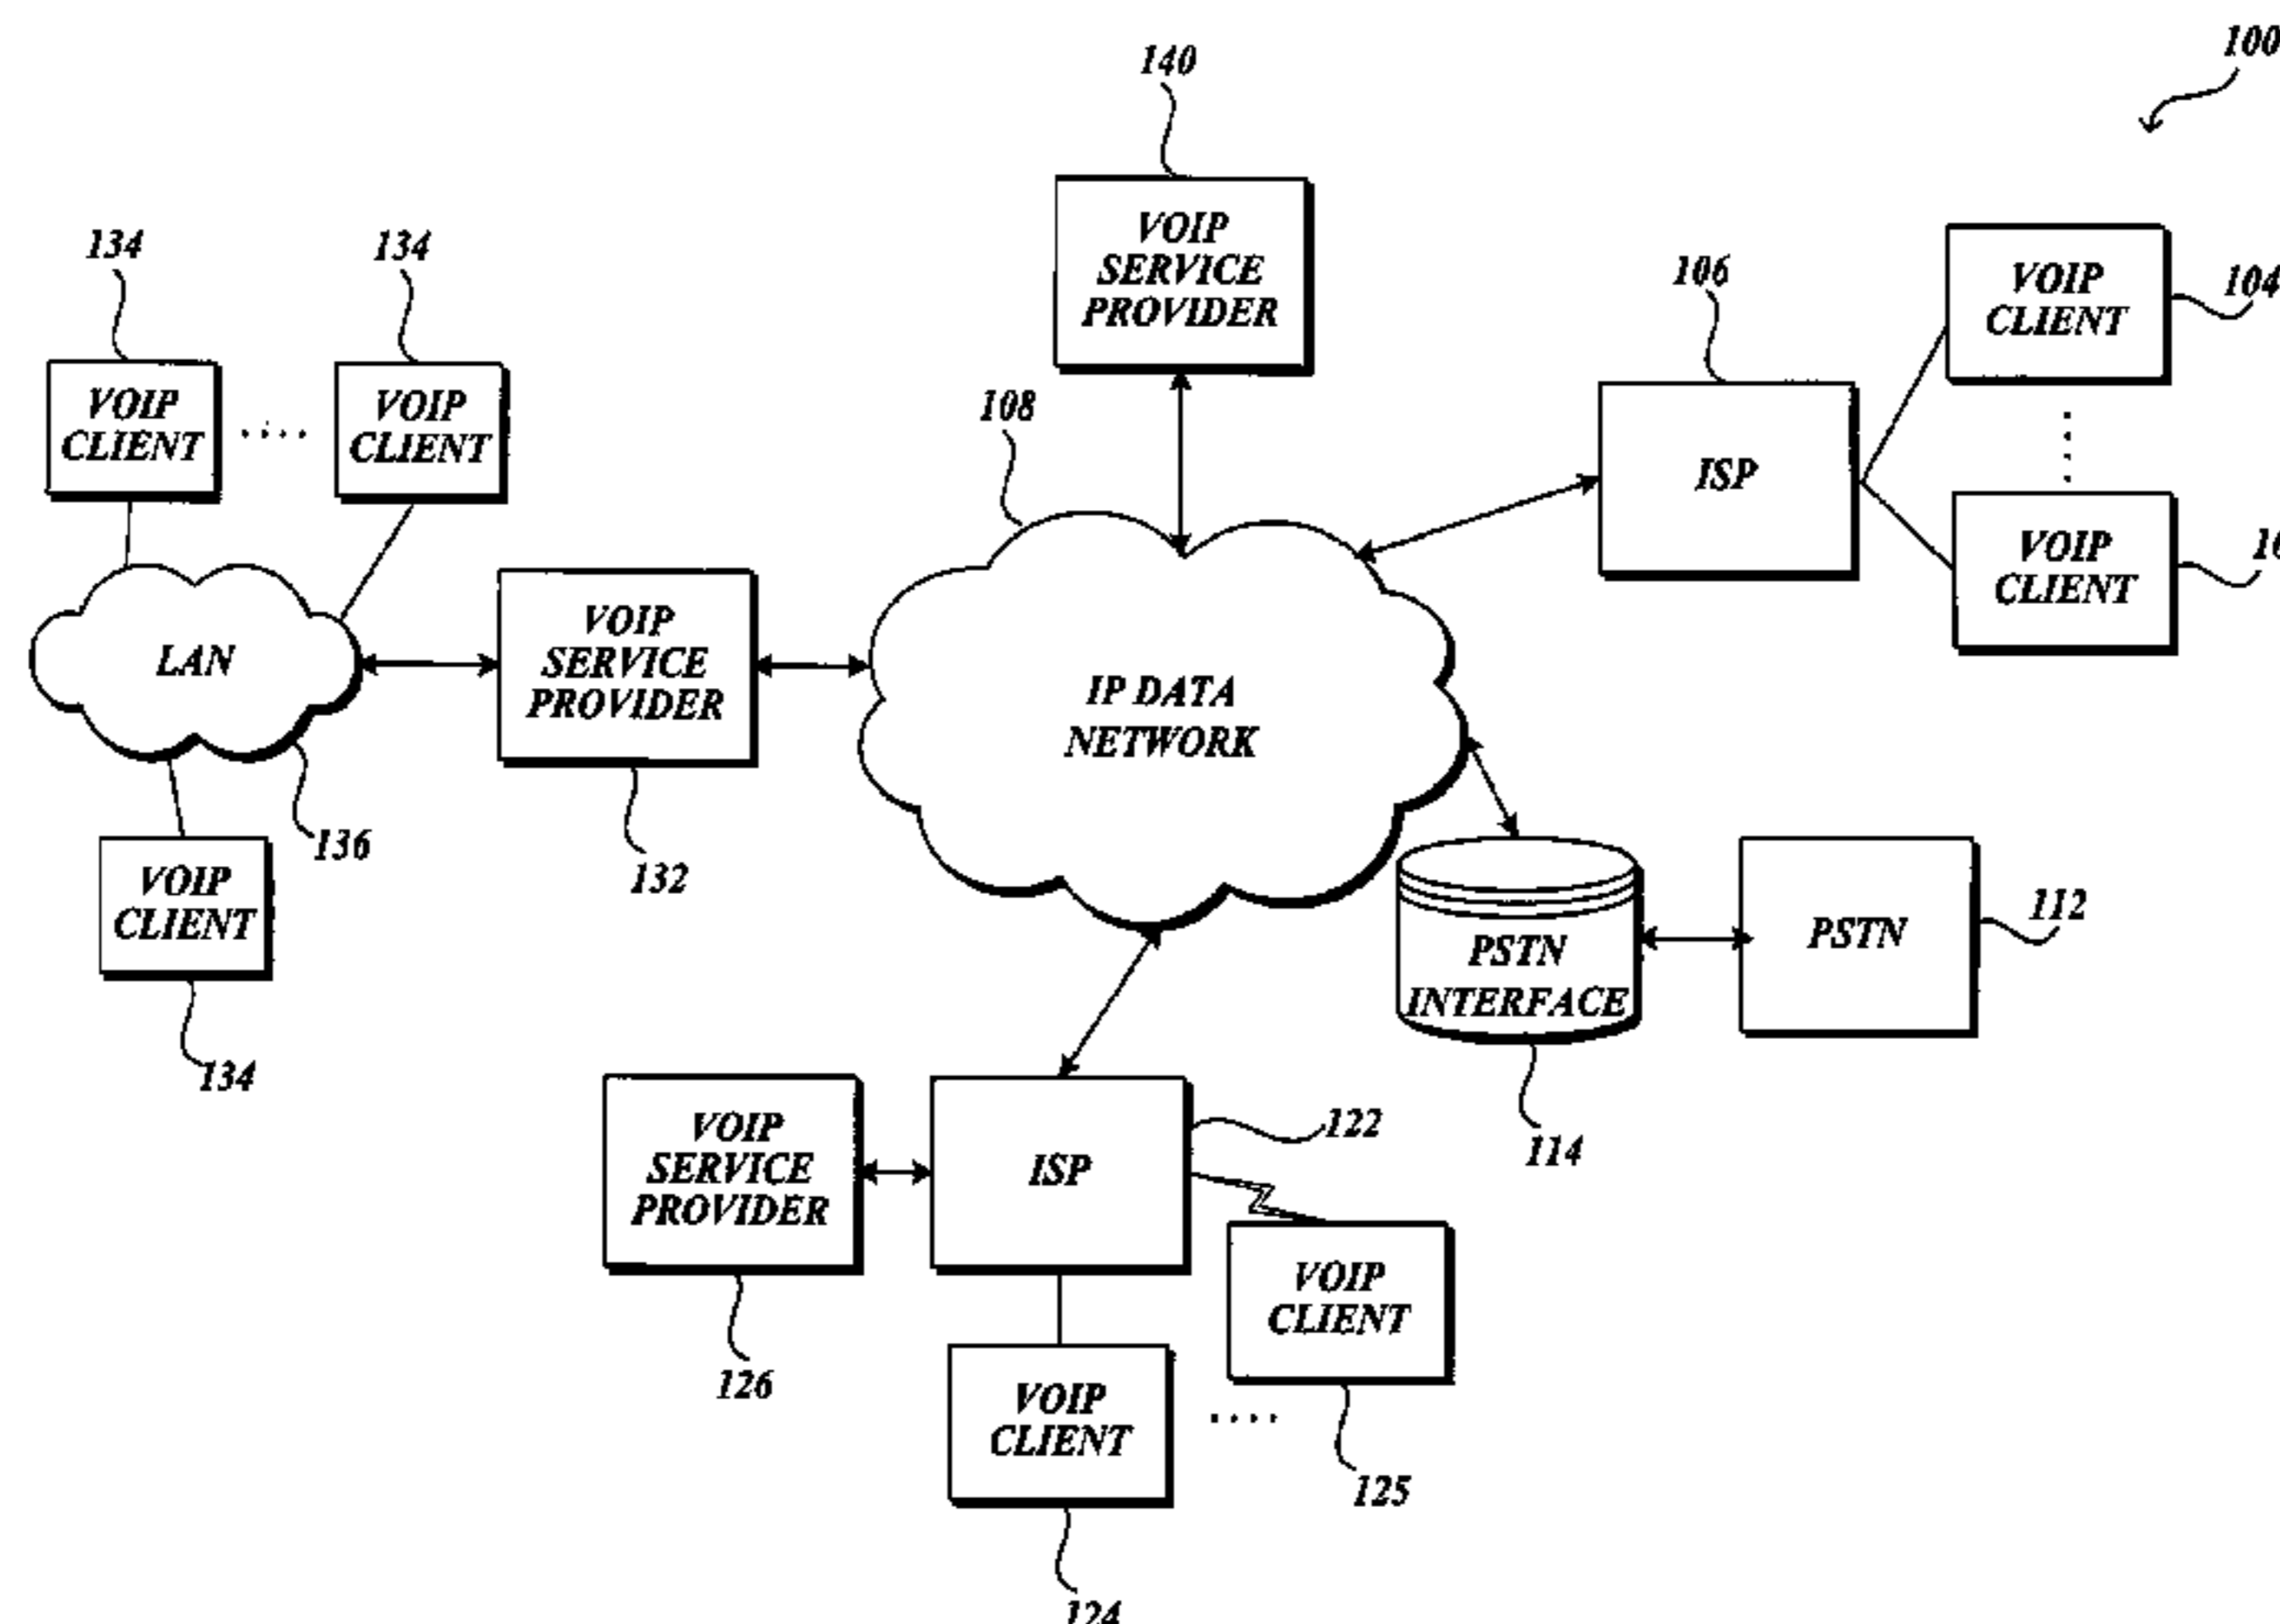 100
140
VOIP
SERVICE
PROVIDER
134
134
106
VOIP
CLIENT
104
VOIP
CLIENT
VOIP
CLIENT
108
ISP
VOIP
CLIENT
LAN
VOIP
SERVICE
PROVIDER
IP DATA
NETWORK
136
132
VOIP
CLIENT
134
PSTN
INTERFACE
PSTN
112
114
VOIP
SERVICE
PROVIDER
ISP
122
126
VOIP
CLIENT
125
VOIP
CLIENT
124